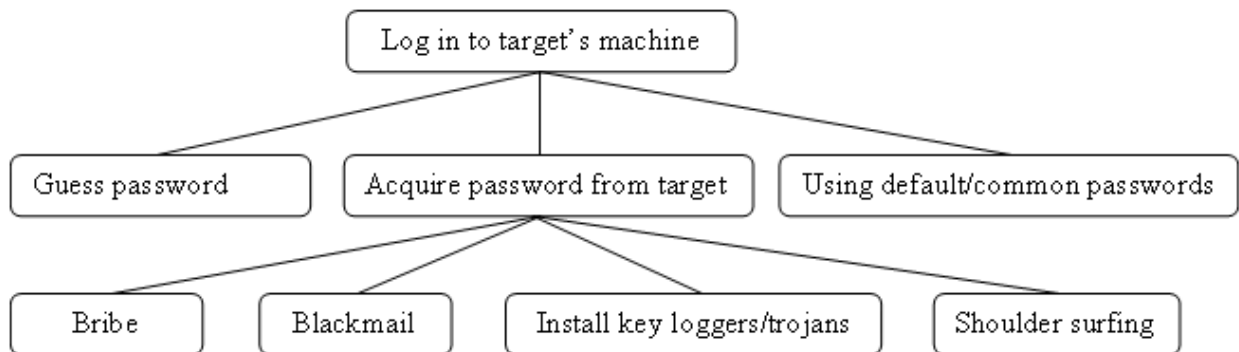 Log in to target's machine
Guess password
Acquire password from target
Using default/common passwords
Bribe
Blackmail
Install key loggers/trojans
Shoulder surfing